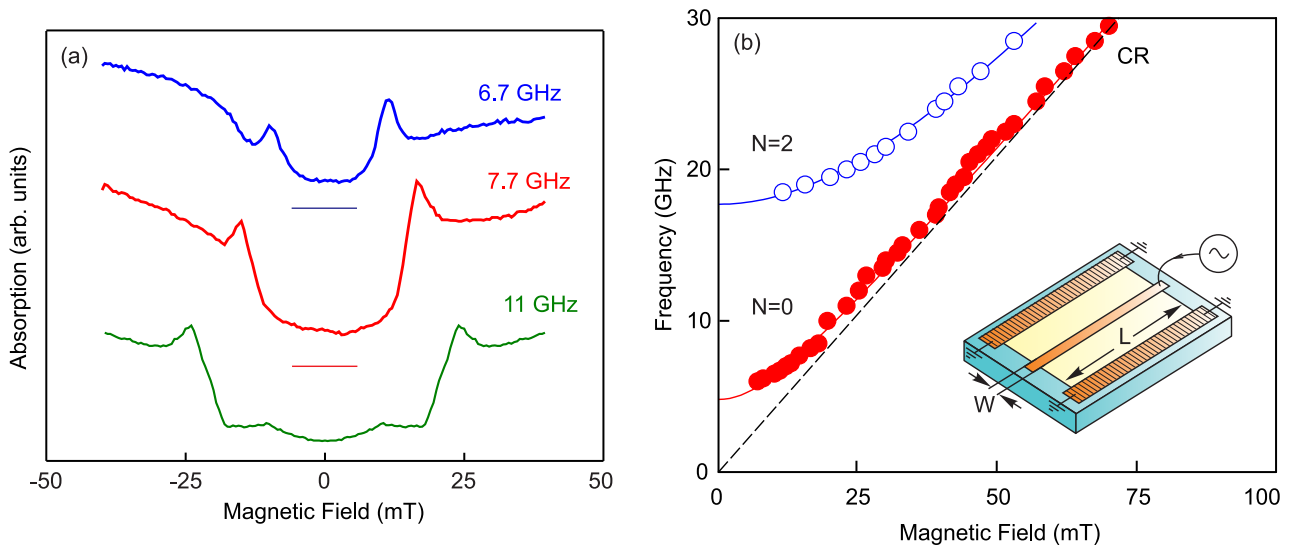 (a)
6.7 GHz
7.7 GHz
11 GHz
Absorption (arb. units)
-50
-25
0
25
50
Magnetic Field (mT)
(b)
30
20
10
0
Frequency (GHz)
CR
N=2
N=0
L
W
0
25
50
75
100
Magnetic Field (mT)